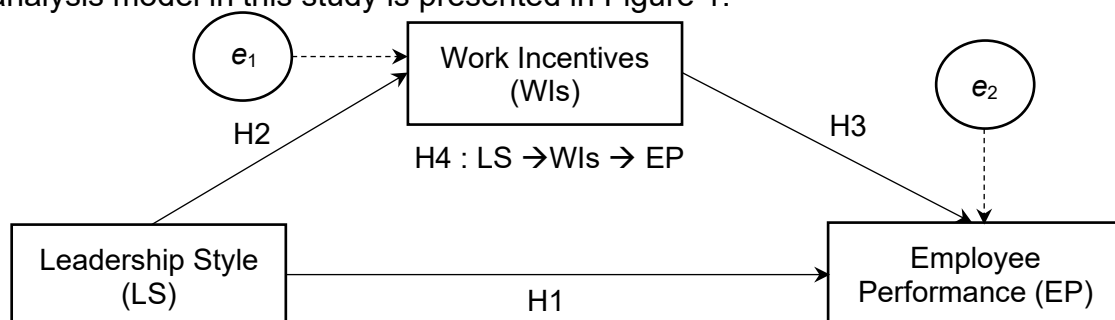 analysis model in this study is presented in Figure 1.
e1
Work Incentives
(WIs)
e2
H2
H3
H4 : LS →WIs → EP
Leadership Style
(LS)
H1
Employee
Performance (EP)